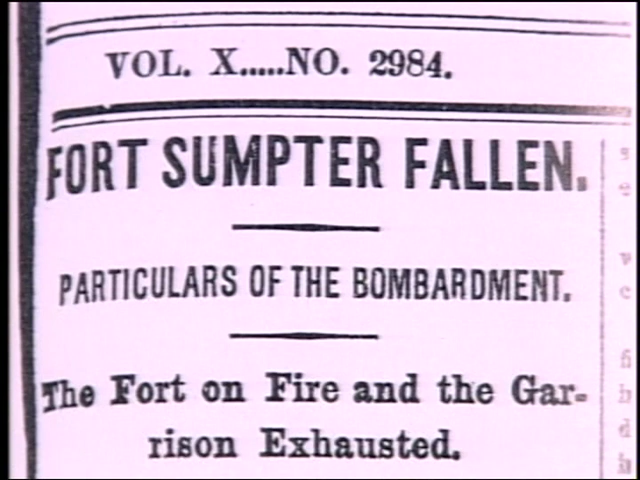 VOL. X.....NO. 2984.
FORT SUMPTER FALLEN.
PARTICULARS OF THE BOMBARDMENT.
The Fort on Fire and the Gar-
rison Exhausted.